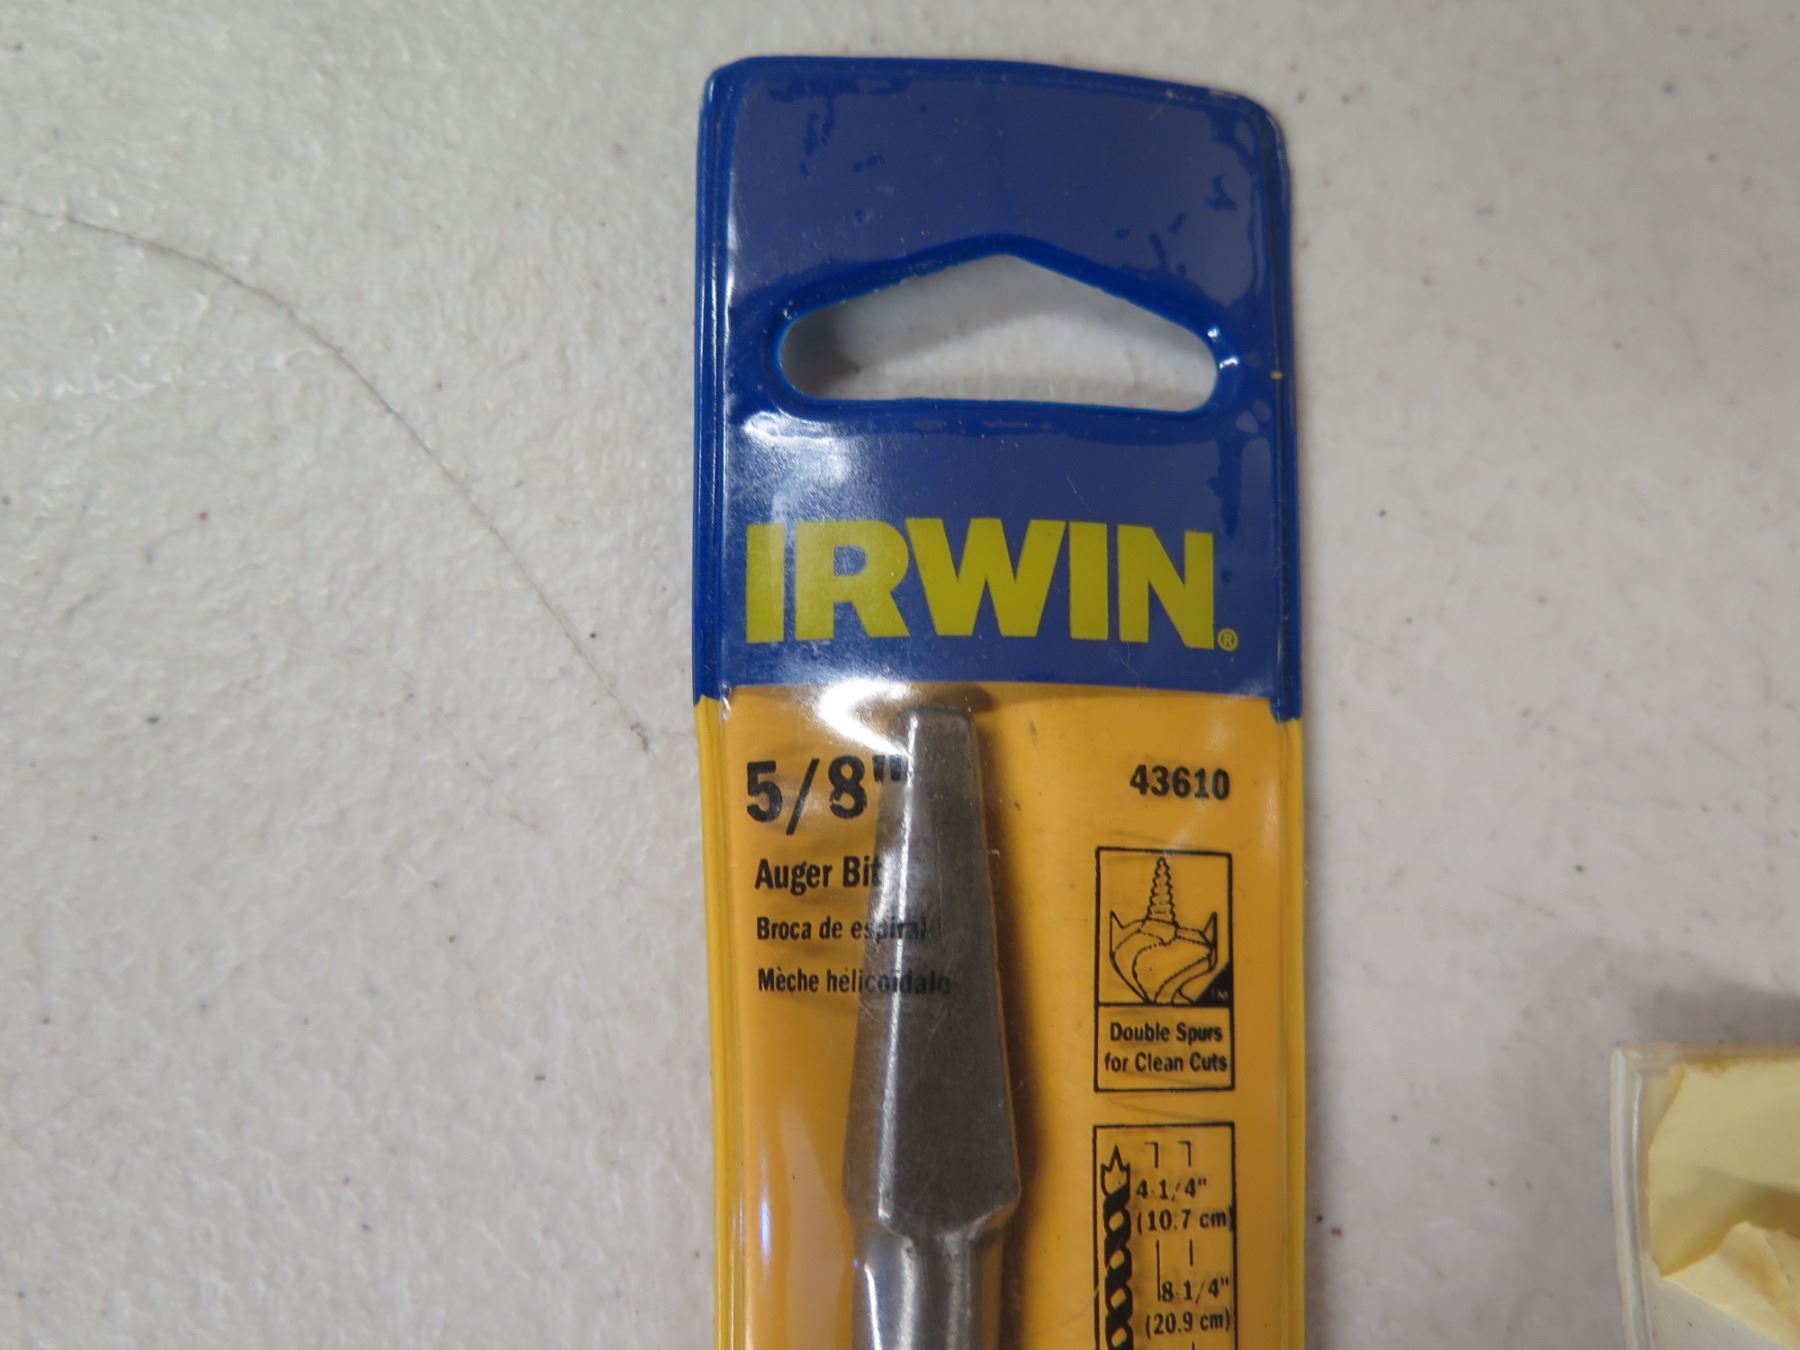 IRWIN®
5/8"
43610
Auger Bit
Broca de espiral
Mèche hélicoïdale
TM
Double Spurs
for Clean Cuts
4-1/4"
(10.7 cm)
8-1/4"
(20.9 cm)